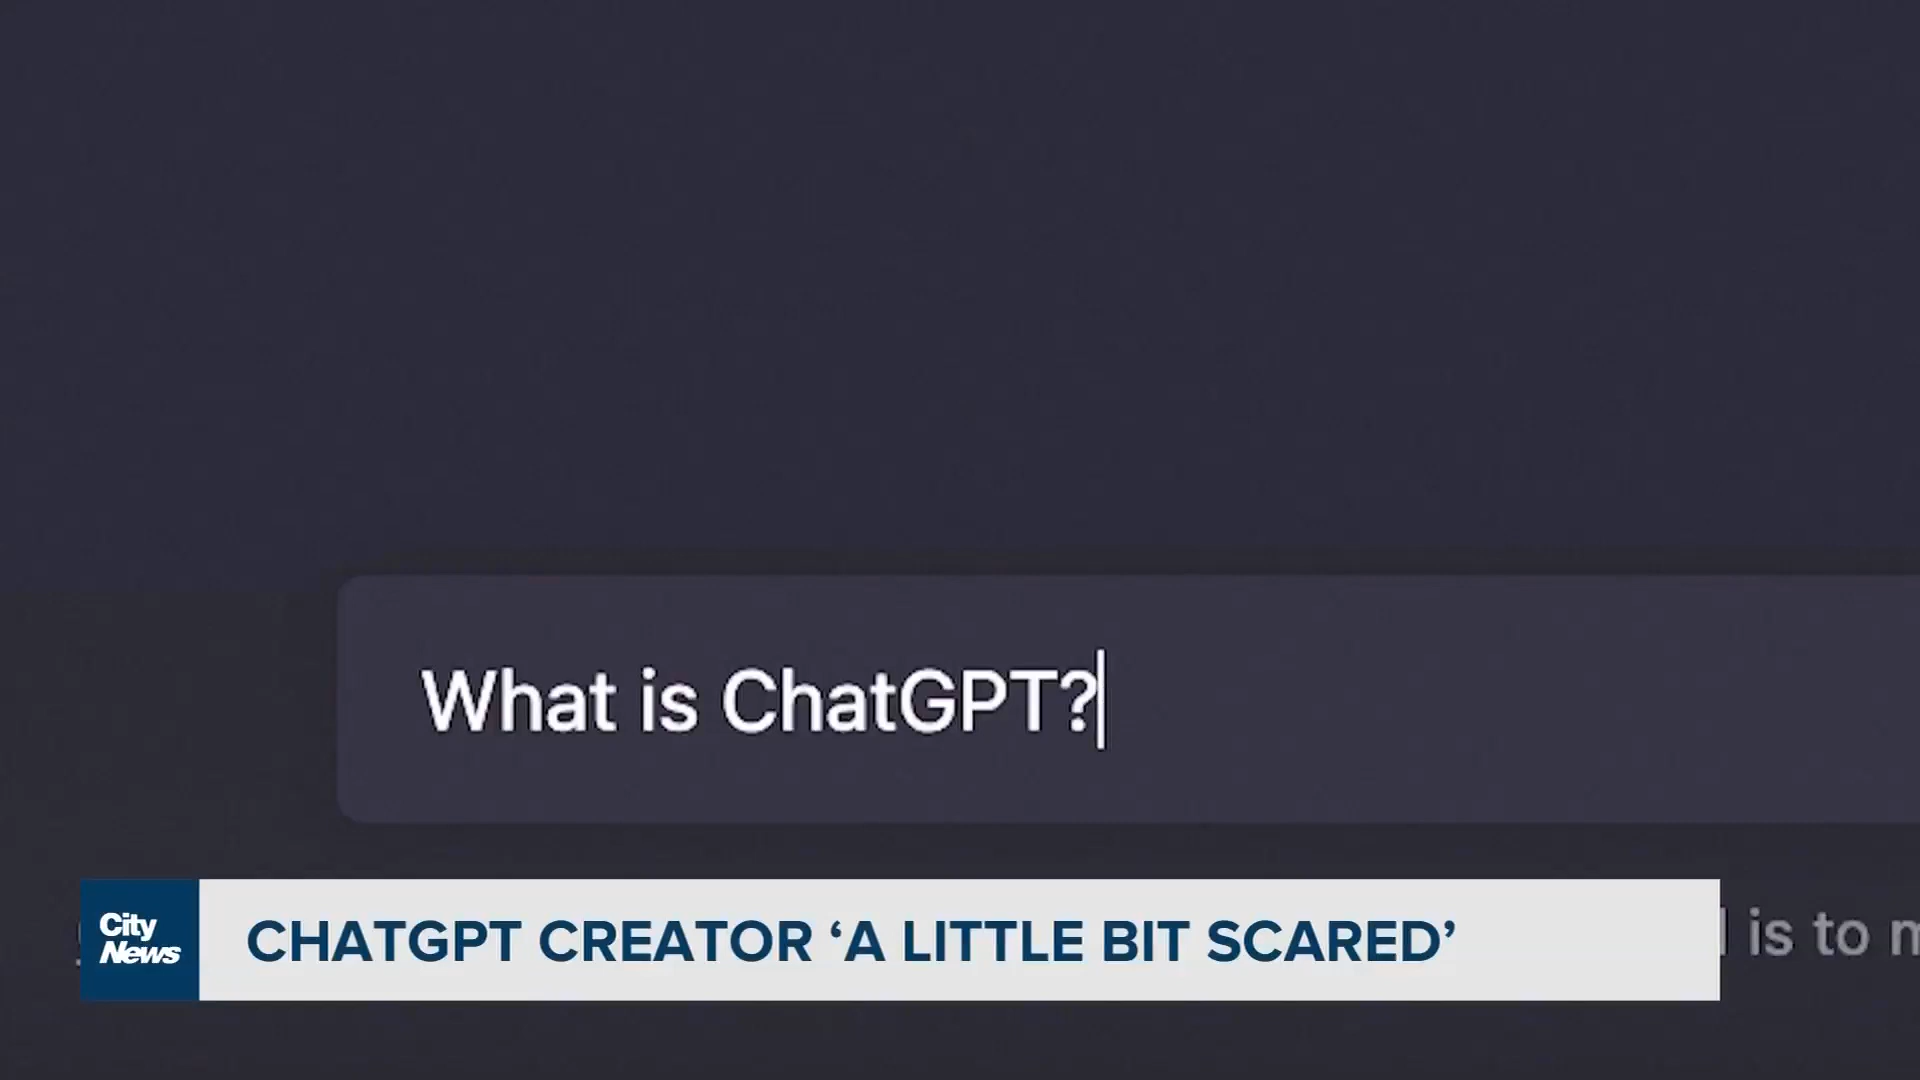 What is ChatGPT?
City
News
CHATGPT CREATOR ‘A LITTLE BIT SCARED’
is to